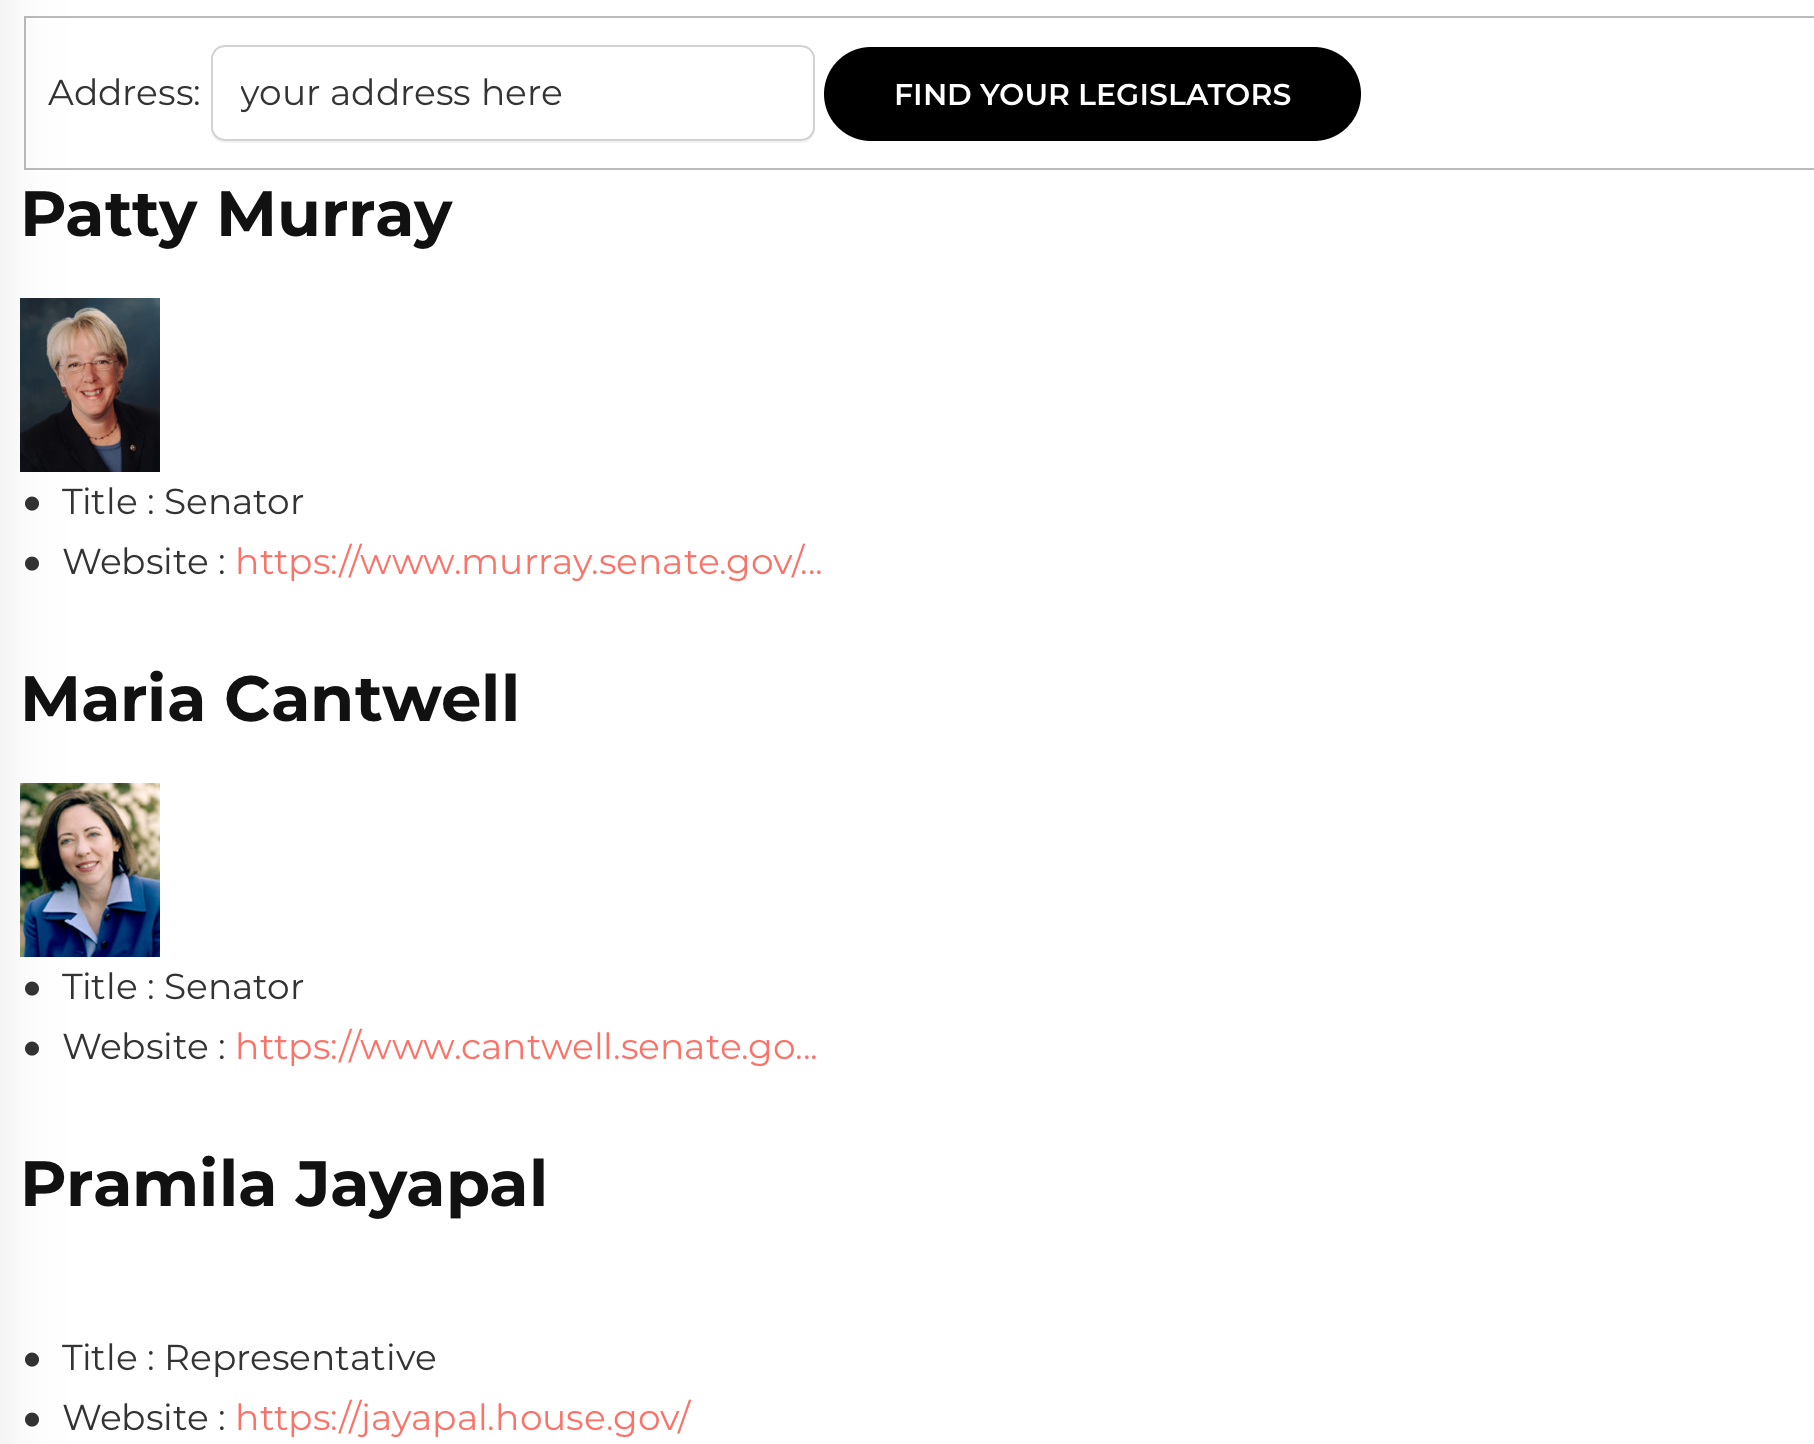 Address: your address here FIND YOUR LEGISLATORS
Patty Murray
• Title : Senator
• Website : https://www.murray.senate.gov/...
Maria Cantwell
• Title : Senator
• Website : https://www.cantwell.senate.go...
Pramila Jayapal
• Title : Representative
• Website : https://jayapal.house.gov/